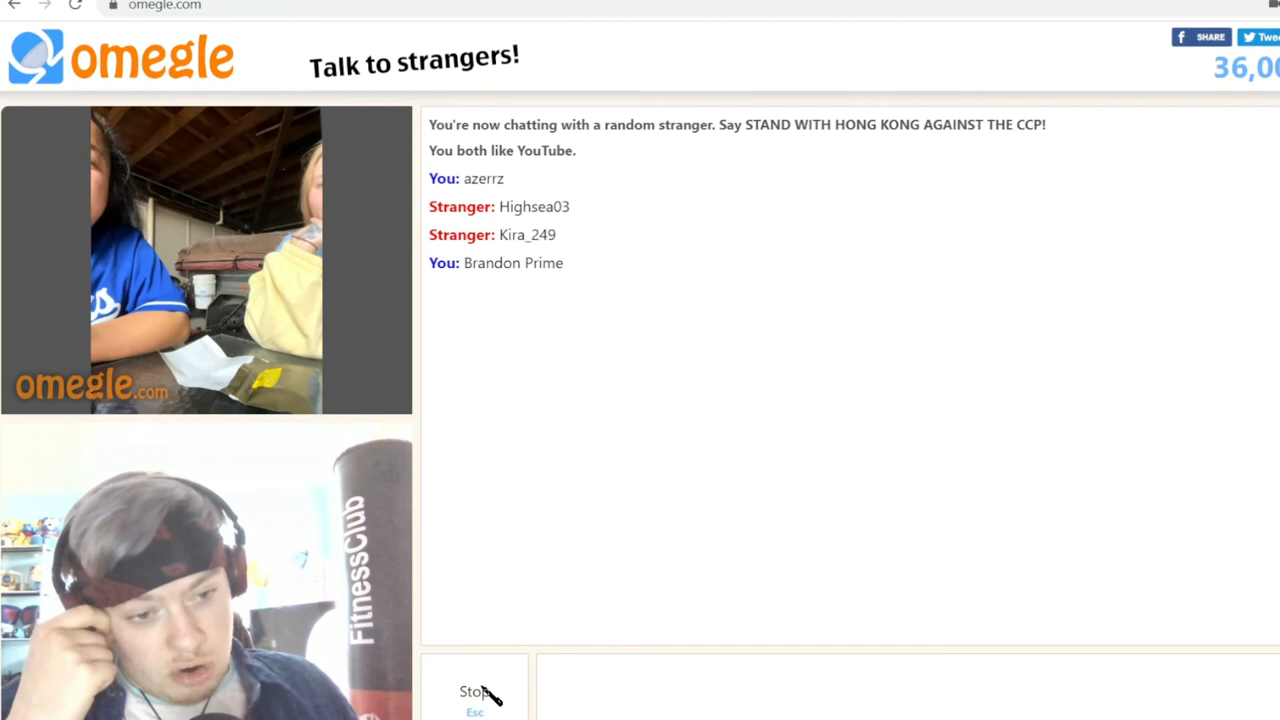 omegle.com
omegle
Talk to strangers!
SHARE
Twee
36,00
You're now chatting with a random stranger. Say STAND WITH HONG KONG AGAINST THE CCP!
You both like YouTube.
You: azerrz
Stranger: Highsea03
Stranger: Kira_249
You: Brandon Prime
omegle.com
FitnessClub
Stop
Esc